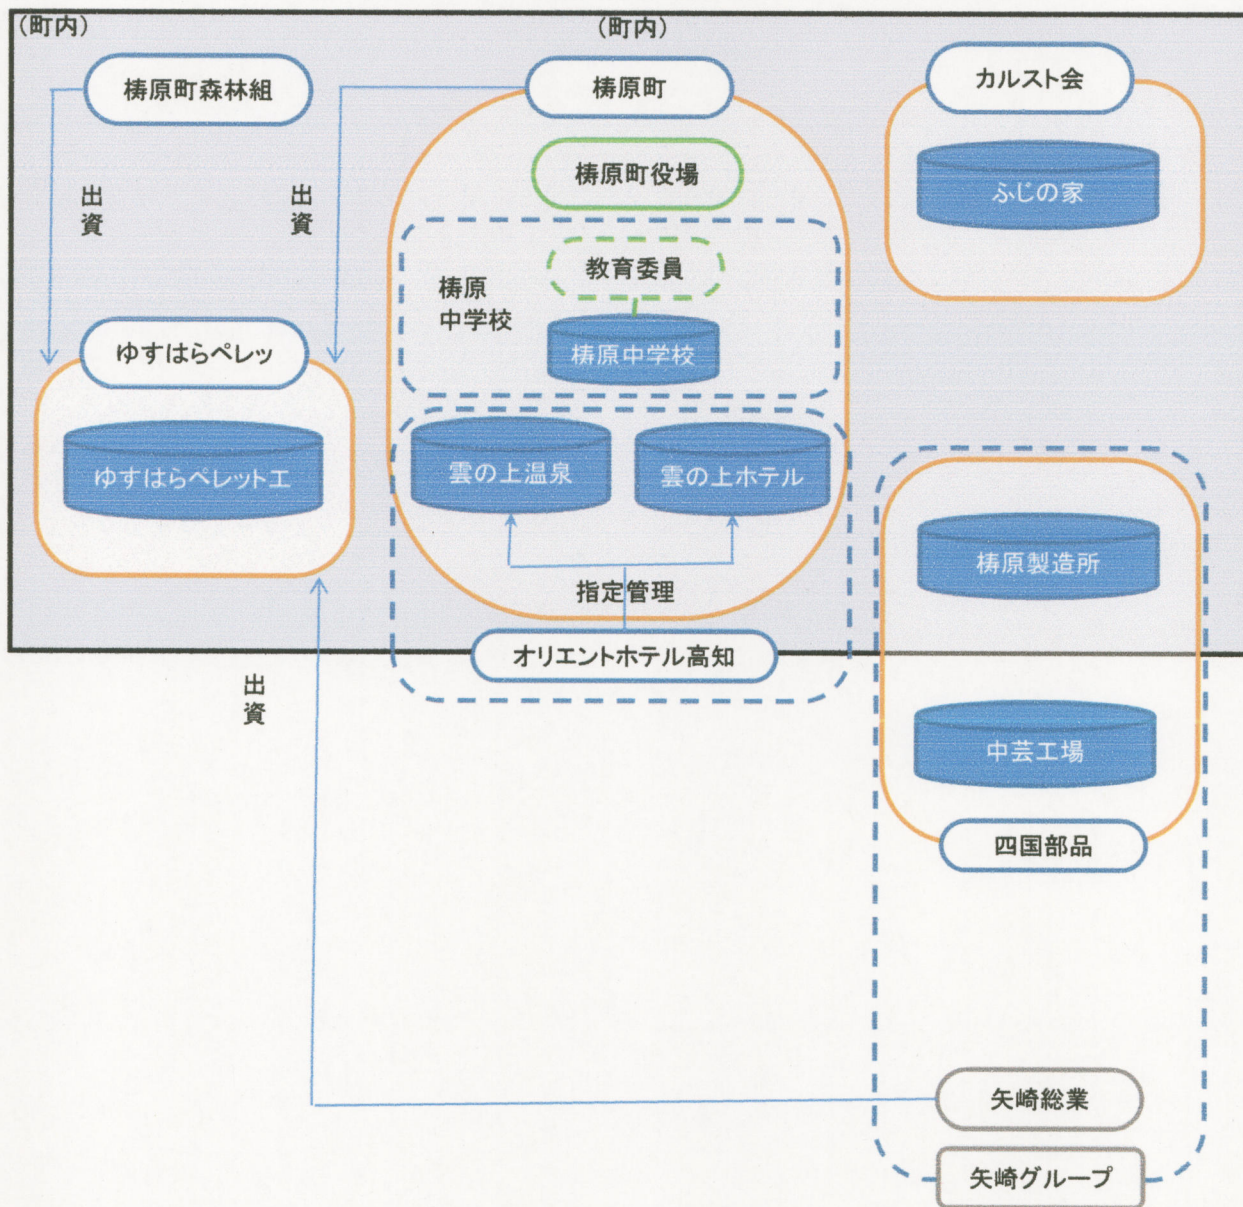 (町内)
(町内)
梼原町森林組
梼原町
カルスト会
梼原町役場
ふじの家
出
資
出
資
教育委員
梼原
中学校
梼原中学校
ゆすはらペレッ
ゆすはらペレット工
雲の上温泉
雲の上ホテル
梼原製造所
指定管理
オリエントホテル高知
出
資
中芸工場
四国部品
矢崎総業
矢崎グループ